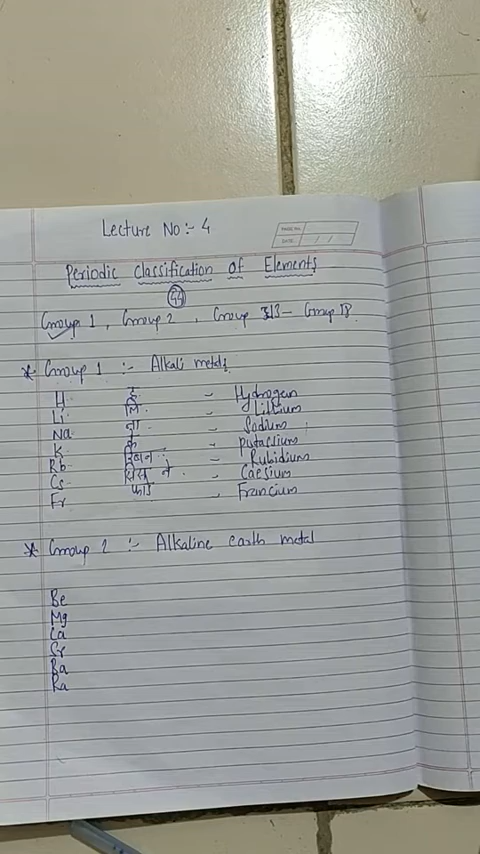 Lecture No:- 4
PAGE No.
DATE / /
Periodic Classification of Elements
44
Group 1, Group 2, Group 13 - Group 18
* Group 1 :- Alkali metals
H ह - Hydrogen
Li लि - Lithium
Na ना - Sodium
K के - Potassium
Rb रुबी - Rubidium
Cs सिस ने - Caesium
Fr फाड़ - Francium
* Group 2 :- Alkaline earth metal
Be
Mg
Ca
Sr
Ba
Ra